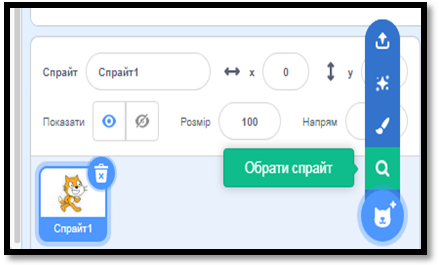 Спрайт Спрайт1 x 0 y
Показати Розмір 100 Напрям
Обрати спрайт
Спрайт1